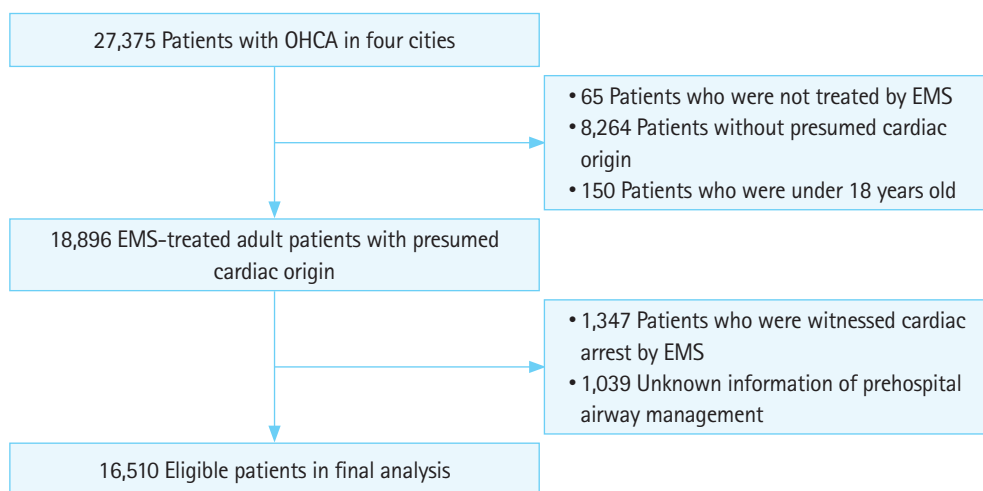 27,375 Patients with OHCA in four cities
• 65 Patients who were not treated by EMS
• 8,264 Patients without presumed cardiac
origin
• 150 Patients who were under 18 years old
18,896 EMS-treated adult patients with presumed
cardiac origin
• 1,347 Patients who were witnessed cardiac
arrest by EMS
• 1,039 Unknown information of prehospital
airway management
16,510 Eligible patients in final analysis